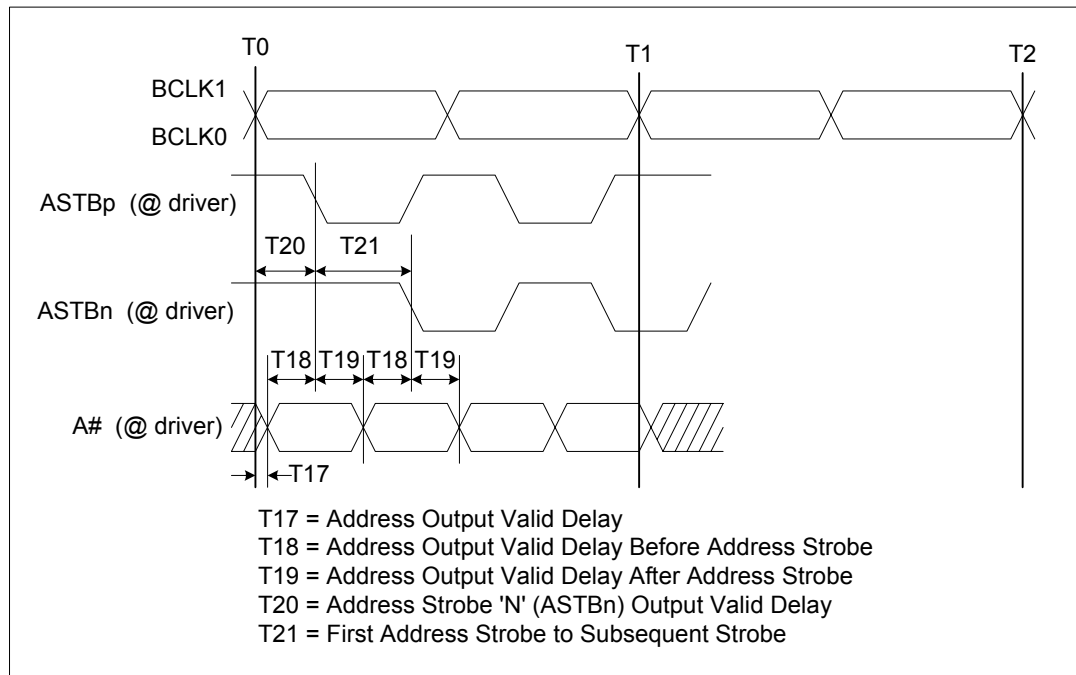 T0
T1
T2
BCLK1
BCLK0
ASTBp (@ driver)
T20 T21
ASTBn (@ driver)
T18 T19 T18 T19
A# (@ driver)
T17
T17 = Address Output Valid Delay
T18 = Address Output Valid Delay Before Address Strobe
T19 = Address Output Valid Delay After Address Strobe
T20 = Address Strobe 'N' (ASTBn) Output Valid Delay
T21 = First Address Strobe to Subsequent Strobe